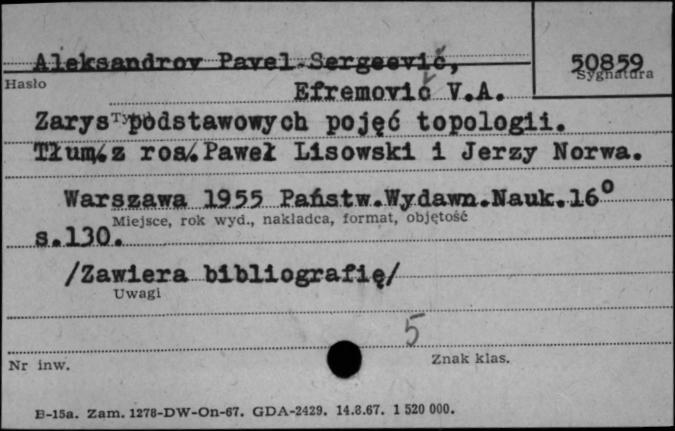 Aleksandrov Pavel Sergeevič,
50859
Hasło
Sygnatura
Efremovič V.A.
Zarys podstawowych pojęć topologii.
Tytuł
Tłum. z ros. Paweł Lisowski i Jerzy Norwa.
Warszawa 1955 Państw.Wydawn.Nauk.16°
Miejsce, rok wyd., nakładca, format, objętość
s.130.
/Zawiera bibliografię/
Uwagi
5
Nr inw.
Znak klas.
B-15a. Zam. 1278-DW-On-67. GDA-2429. 14.8.67. 1 520 000.